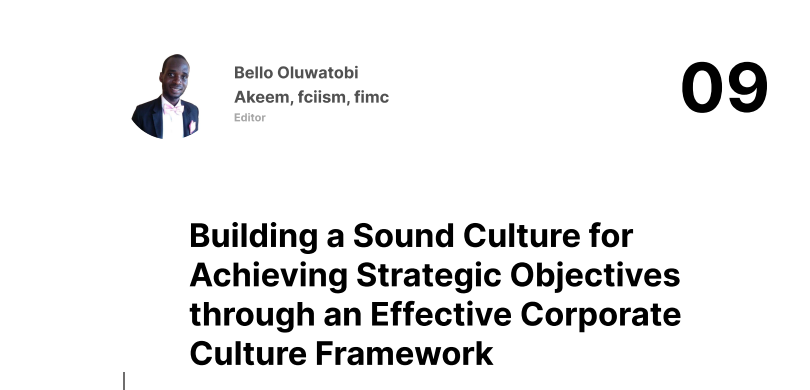 Bello Oluwatobi
Akeem, fciism, fimc
Editor
09
Building a Sound Culture for
Achieving Strategic Objectives
through an Effective Corporate
Culture Framework